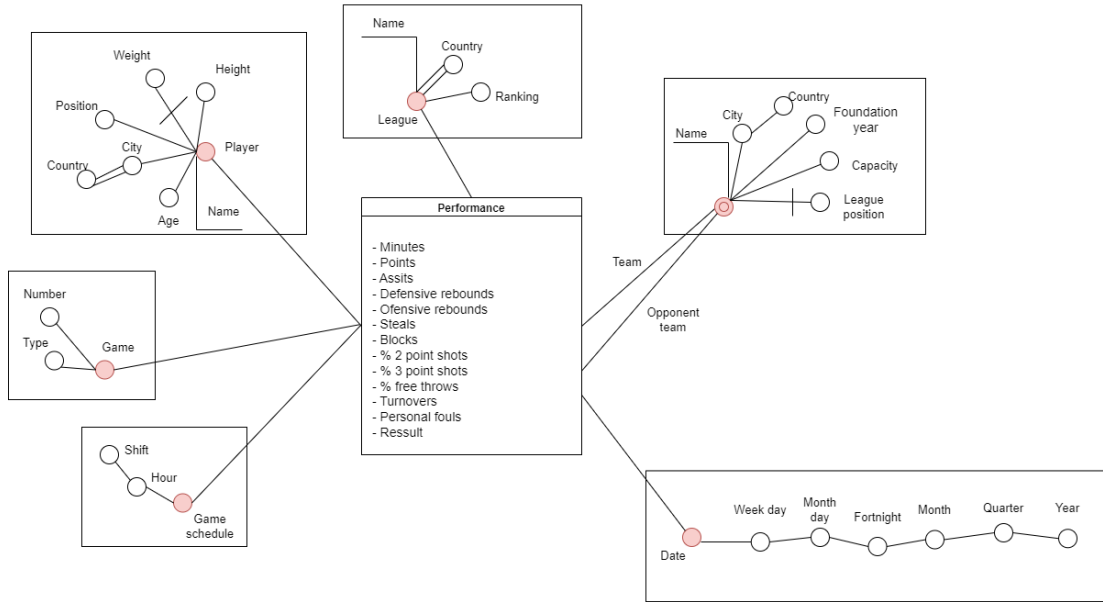 Name
Country
Ranking
League
Weight
Height
Position
City
Player
Country
Name
Age
Country
City
Foundation
year
Name
Capacity
League
position
Performance
- Minutes
- Points
- Assits
- Defensive rebounds
- Ofensive rebounds
- Steals
- Blocks
- % 2 point shots
- % 3 point shots
- % free throws
- Turnovers
- Personal fouls
- Ressult
Team
Opponent
team
Number
Type
Game
Shift
Hour
Game
schedule
Week day
Month
day
Fortnight
Month
Quarter
Year
Date